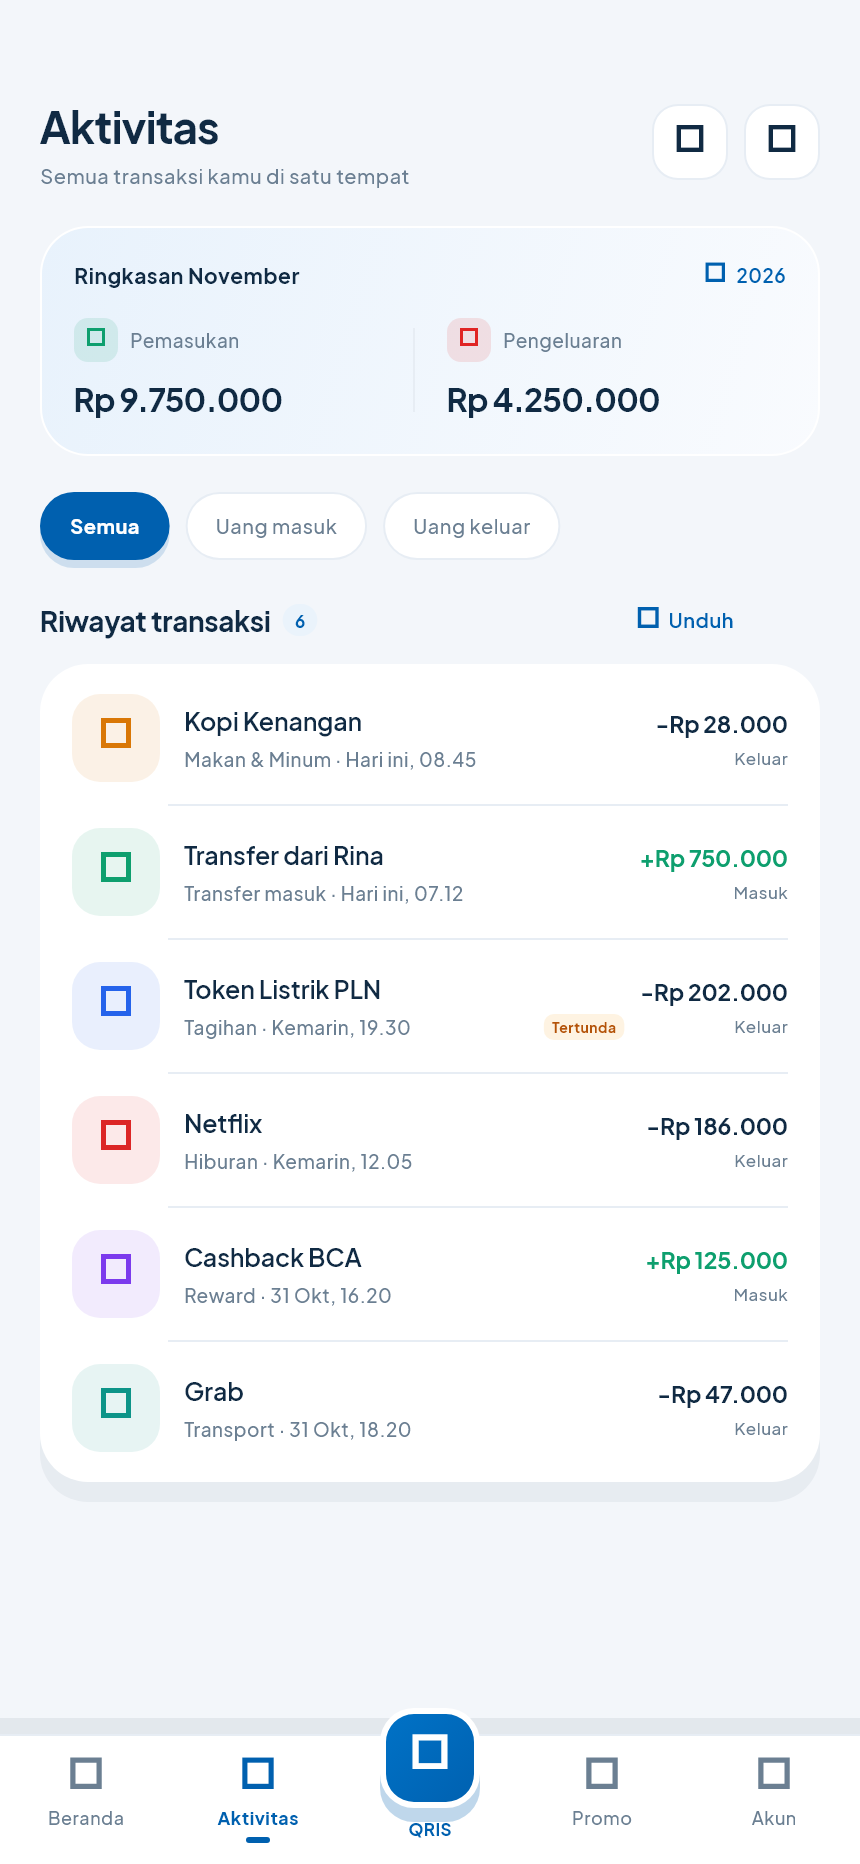 Aktivitas
Semua transaksi kamu di satu tempat
Ringkasan November
2026
Pemasukan
Pengeluaran
Rp 9.750.000
Rp 4.250.000
Semua
Uang masuk
Uang keluar
Riwayat transaksi 6
Unduh
Kopi Kenangan
-Rp 28.000
Makan & Minum · Hari ini, 08.45
Keluar
Transfer dari Rina
+Rp 750.000
Transfer masuk · Hari ini, 07.12
Masuk
Token Listrik PLN
-Rp 202.000
Tagihan · Kemarin, 19.30
Tertunda
Keluar
Netflix
-Rp 186.000
Hiburan · Kemarin, 12.05
Keluar
Cashback BCA
+Rp 125.000
Reward · 31 Okt, 16.20
Masuk
Grab
-Rp 47.000
Transport · 31 Okt, 18.20
Keluar
Beranda
Aktivitas
QRIS
Promo
Akun